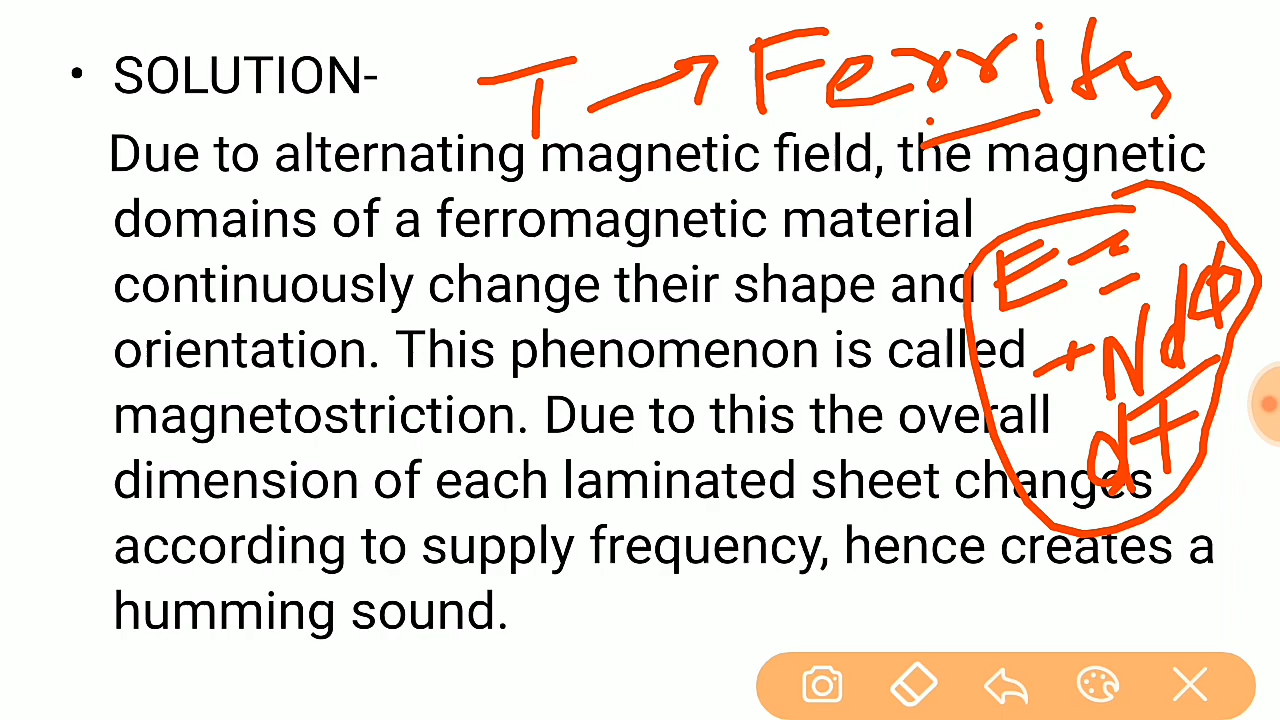 • SOLUTION-
T → Ferrity
Due to alternating magnetic field, the magnetic
domains of a ferromagnetic material
continuously change their shape and
orientation. This phenomenon is called
magnetostriction. Due to this the overall
dimension of each laminated sheet changes
according to supply frequency, hence creates a
humming sound.
E =
+Ndϕ
dT